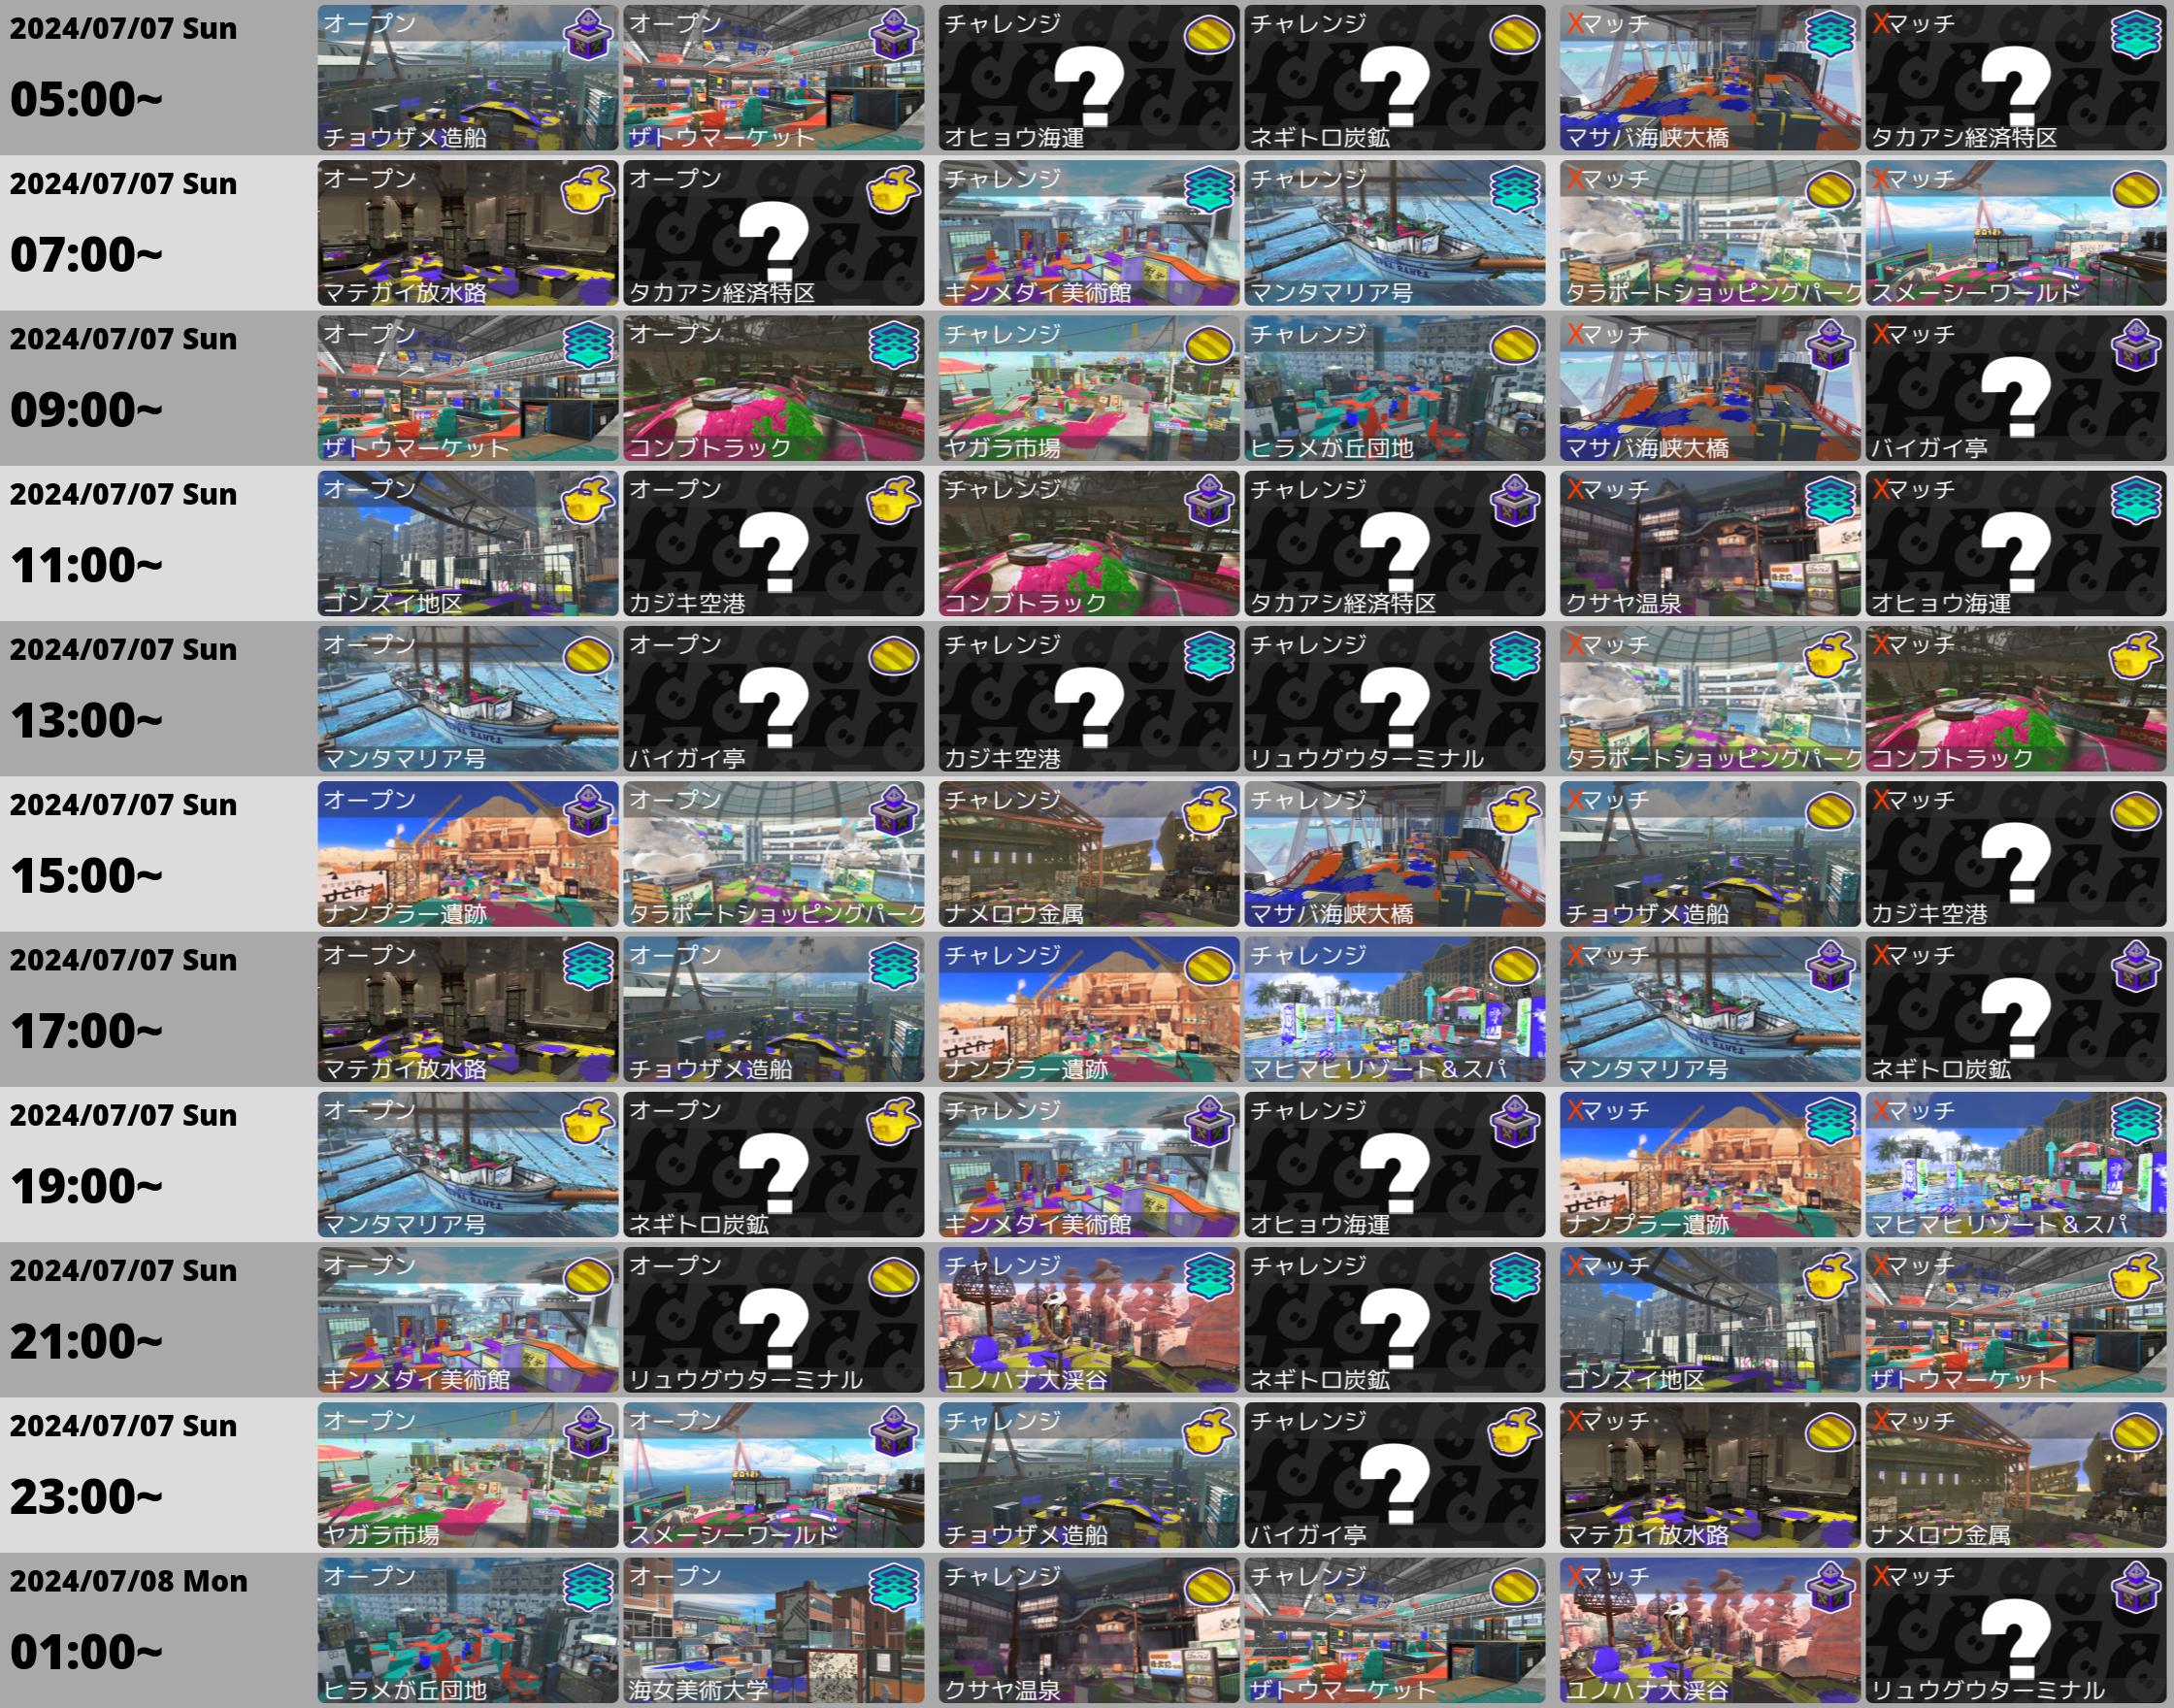 2024/07/07 Sun
05:00~
オープン
チョウザメ造船
オープン
ザトウマーケット
チャレンジ
オヒョウ海運
チャレンジ
ネギトロ炭鉱
Xマッチ
マサバ海峡大橋
Xマッチ
タカアシ経済特区
2024/07/07 Sun
07:00~
オープン
マテガイ放水路
オープン
タカアシ経済特区
チャレンジ
キンメダイ美術館
チャレンジ
マンタマリア号
Xマッチ
タラポートショッピングパーク
Xマッチ
スメーシーワールド
2024/07/07 Sun
09:00~
オープン
ザトウマーケット
オープン
コンブトラック
チャレンジ
ヤガラ市場
チャレンジ
ヒラメが丘団地
Xマッチ
マサバ海峡大橋
Xマッチ
バイガイ亭
2024/07/07 Sun
11:00~
オープン
ゴンズイ地区
オープン
カジキ空港
チャレンジ
コンブトラック
チャレンジ
タカアシ経済特区
Xマッチ
クサヤ温泉
Xマッチ
オヒョウ海運
2024/07/07 Sun
13:00~
オープン
マンタマリア号
オープン
バイガイ亭
チャレンジ
カジキ空港
チャレンジ
リュウグウターミナル
Xマッチ
タラポートショッピングパーク
Xマッチ
コンブトラック
2024/07/07 Sun
15:00~
オープン
ナンプラー遺跡
オープン
タラポートショッピングパーク
チャレンジ
ナメロウ金属
チャレンジ
マサバ海峡大橋
Xマッチ
チョウザメ造船
Xマッチ
カジキ空港
2024/07/07 Sun
17:00~
オープン
マテガイ放水路
オープン
チョウザメ造船
チャレンジ
ナンプラー遺跡
チャレンジ
マヒマヒリゾート＆スパ
Xマッチ
マンタマリア号
Xマッチ
ネギトロ炭鉱
2024/07/07 Sun
19:00~
オープン
マンタマリア号
オープン
ネギトロ炭鉱
チャレンジ
キンメダイ美術館
チャレンジ
オヒョウ海運
Xマッチ
ナンプラー遺跡
Xマッチ
マヒマヒリゾート＆スパ
2024/07/07 Sun
21:00~
オープン
キンメダイ美術館
オープン
リュウグウターミナル
チャレンジ
ユノハナ大渓谷
チャレンジ
ネギトロ炭鉱
Xマッチ
ゴンズイ地区
Xマッチ
ザトウマーケット
2024/07/07 Sun
23:00~
オープン
ヤガラ市場
オープン
スメーシーワールド
チャレンジ
チョウザメ造船
チャレンジ
バイガイ亭
Xマッチ
マテガイ放水路
Xマッチ
ナメロウ金属
2024/07/08 Mon
01:00~
オープン
ヒラメが丘団地
オープン
海女美術大学
チャレンジ
クサヤ温泉
チャレンジ
ザトウマーケット
Xマッチ
ユノハナ大渓谷
Xマッチ
リュウグウターミナル